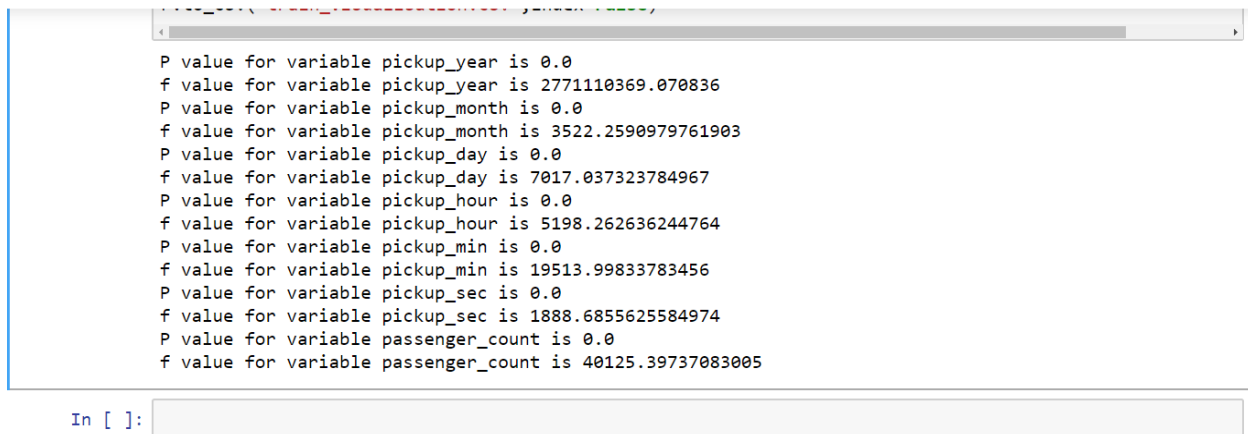 P value for variable pickup_year is 0.0
f value for variable pickup_year is 2771110369.070836
P value for variable pickup_month is 0.0
f value for variable pickup_month is 3522.2590979761903
P value for variable pickup_day is 0.0
f value for variable pickup_day is 7017.037323784967
P value for variable pickup_hour is 0.0
f value for variable pickup_hour is 5198.262636244764
P value for variable pickup_min is 0.0
f value for variable pickup_min is 19513.99833783456
P value for variable pickup_sec is 0.0
f value for variable pickup_sec is 1888.6855625584974
P value for variable passenger_count is 0.0
f value for variable passenger_count is 40125.39737083005
In [ ]: